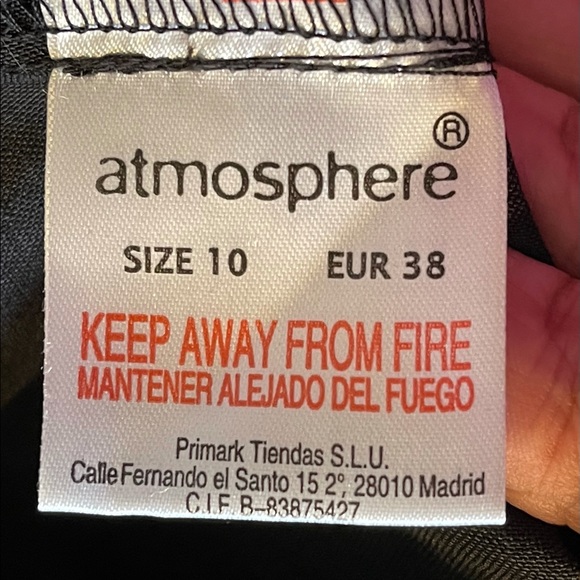 atmosphere®
SIZE 10 EUR 38
KEEP AWAY FROM FIRE
MANTENER ALEJADO DEL FUEGO
Primark Tiendas S.L.U.
Calle Fernando el Santo 15 2º, 28010 Madrid
C.I.F. B-83875427